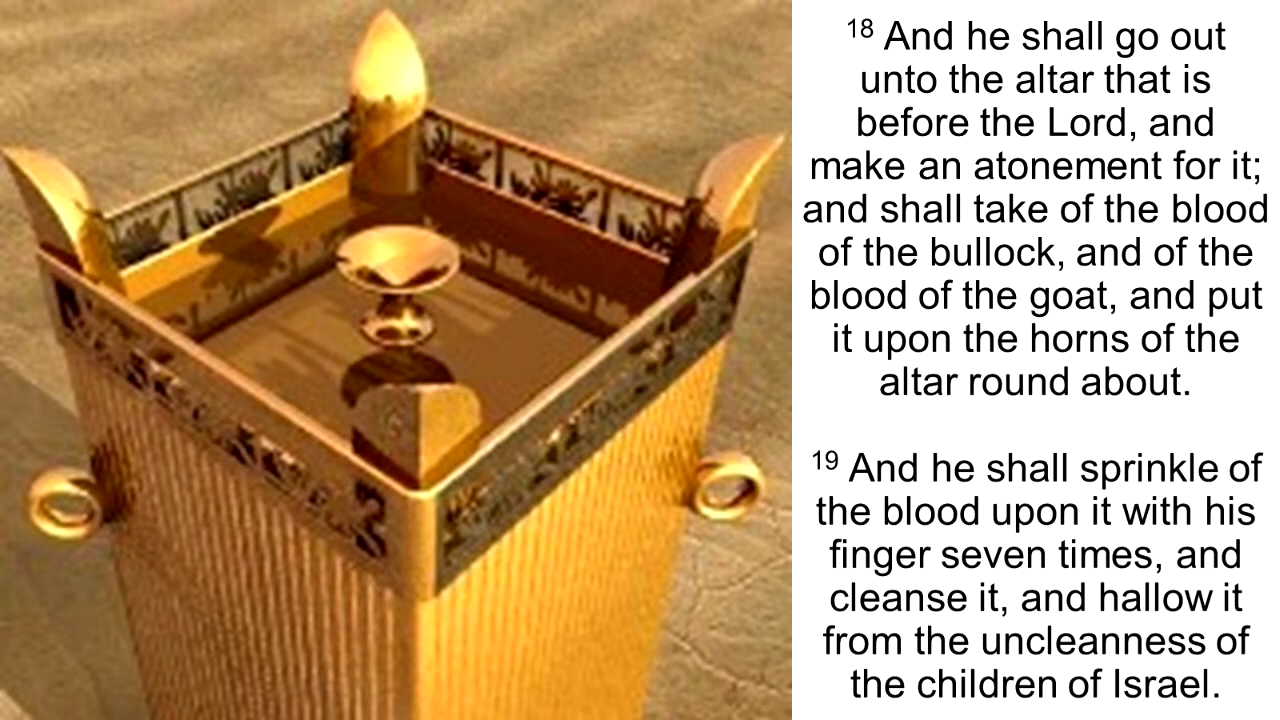 18 And he shall go out
unto the altar that is
before the Lord, and
make an atonement for it;
and shall take of the blood
of the bullock, and of the
blood of the goat, and put
it upon the horns of the
altar round about.
19 And he shall sprinkle of
the blood upon it with his
finger seven times, and
cleanse it, and hallow it
from the uncleanness of
the children of Israel.